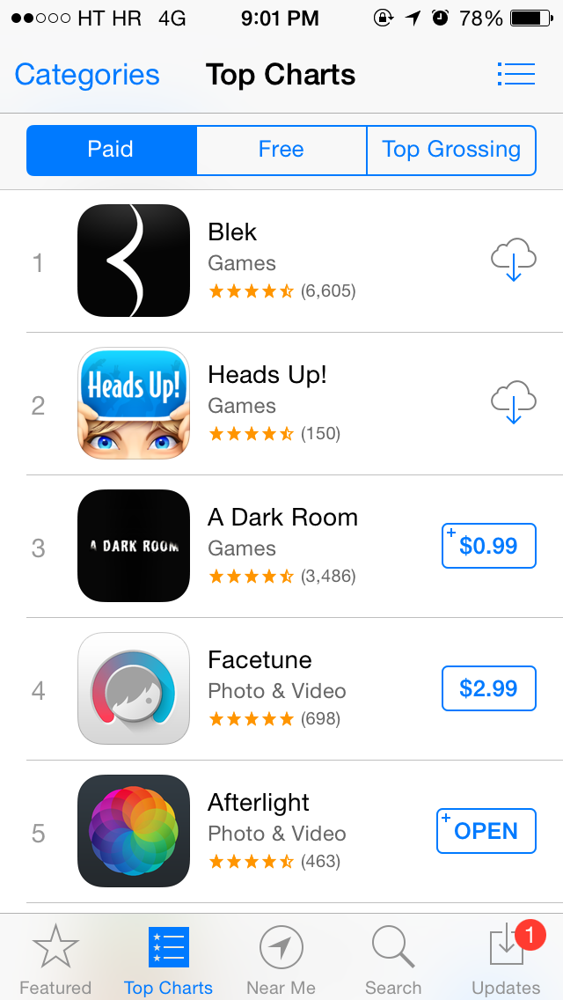 HT HR 4G 9:01 PM 78%
Categories Top Charts
Paid Free Top Grossing
1
Blek
Games
(6,605)
2
Heads Up!
Heads Up!
Games
(150)
3
A DARK ROOM
A Dark Room
Games
(3,486)
+ $0.99
4
Facetune
Photo & Video
(698)
$2.99
5
Afterlight
Photo & Video
(463)
+ OPEN
1
Featured Top Charts Near Me Search Updates